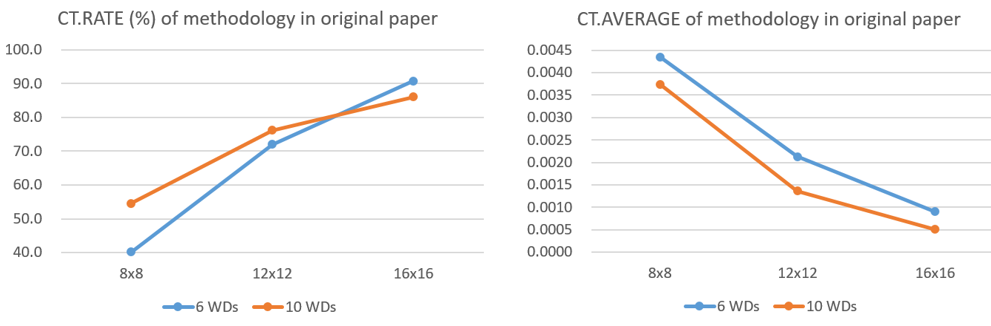 CT.RATE (%) of methodology in original paper
100.0
90.0
80.0
70.0
60.0
50.0
40.0
8x8 12x12 16x16
6 WDs 10 WDs
CT.AVERAGE of methodology in original paper
0.0045
0.0040
0.0035
0.0030
0.0025
0.0020
0.0015
0.0010
0.0005
0.0000
8x8 12x12 16x16
6 WDs 10 WDs